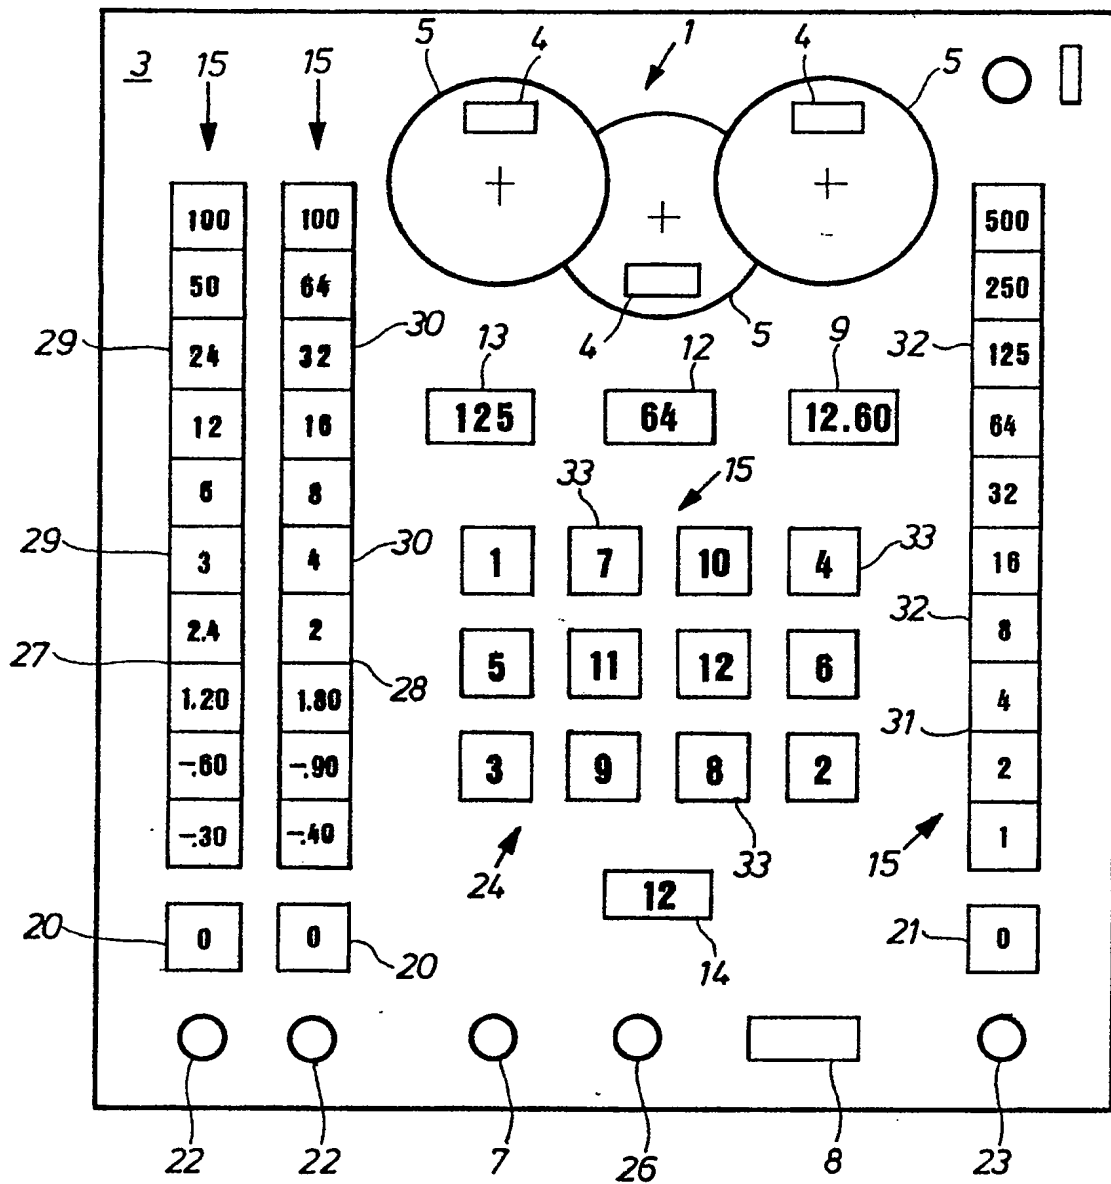 5 4 1 4 5
3 15 15
100 100 500
50 64 250
29 24 32 30 4 5 32 125
13 12 9
12 16 125 64 12.60 64
6 8 32
33 15
29 3 4 30 1 7 10 4 33 16
2.4 2 32 8
27 28 5 11 12 6
1.20 1.80 31 4
-.60 -.90 3 9 8 2 2
-.30 -.40 24 33 15 1
12
20 0 0 20 14 21 0
22 22 7 26 8 23